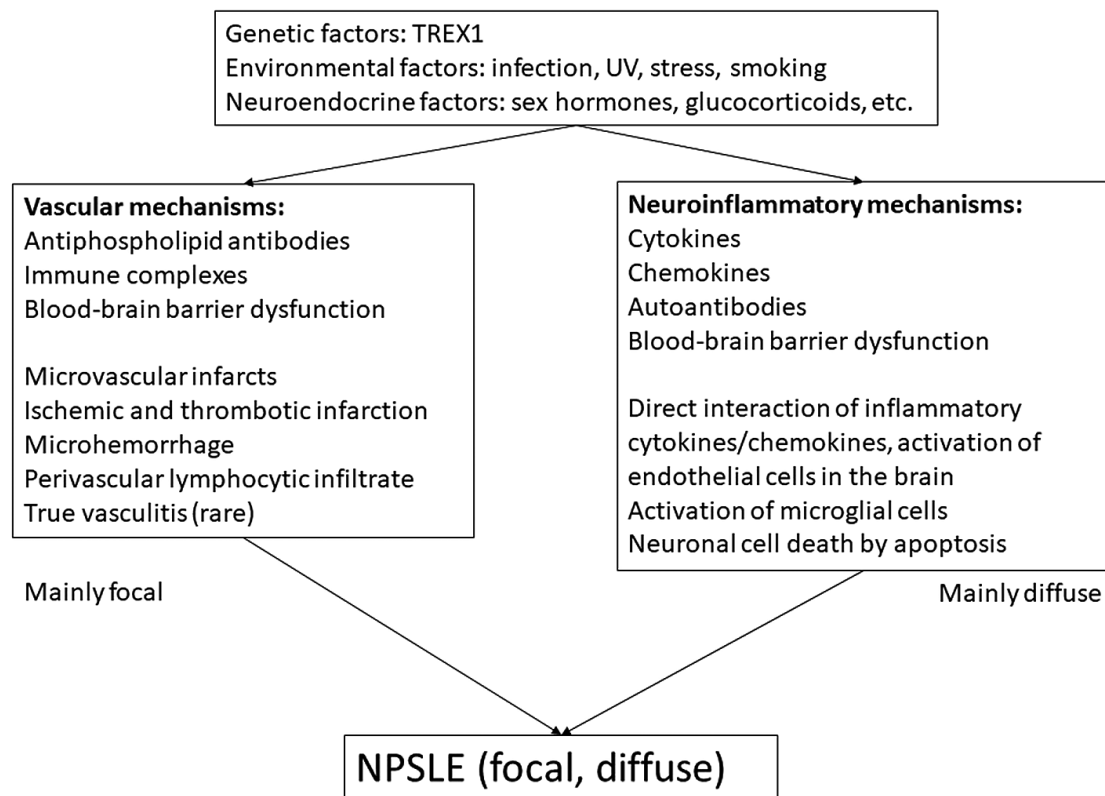 Genetic factors: TREX1
Environmental factors: infection, UV, stress, smoking
Neuroendocrine factors: sex hormones, glucocorticoids, etc.
Vascular mechanisms:
Antiphospholipid antibodies
Immune complexes
Blood-brain barrier dysfunction
Microvascular infarcts
Ischemic and thrombotic infarction
Microhemorrhage
Perivascular lymphocytic infiltrate
True vasculitis (rare)
Mainly focal
Neuroinflammatory mechanisms:
Cytokines
Chemokines
Autoantibodies
Blood-brain barrier dysfunction
Direct interaction of inflammatory
cytokines/chemokines, activation of
endothelial cells in the brain
Activation of microglial cells
Neuronal cell death by apoptosis
Mainly diffuse
NPSLE (focal, diffuse)